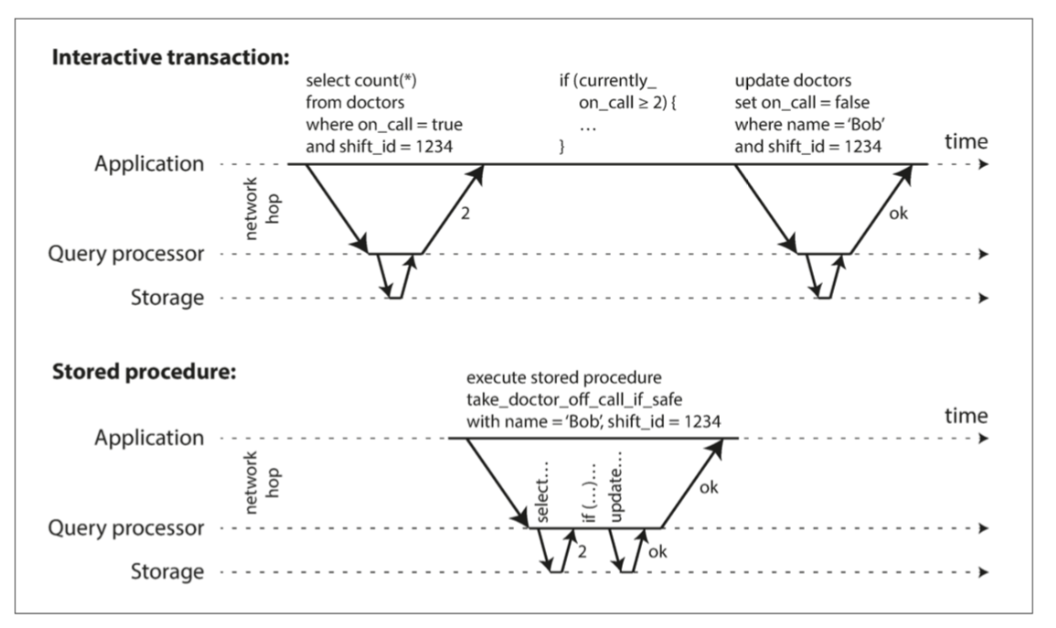 Interactive transaction:
select count(*)
from doctors
where on_call = true
and shift_id = 1234
if (currently_
on_call ≥ 2) {
…
}
update doctors
set on_call = false
where name = ‘Bob’
and shift_id = 1234
time
Application
network
hop
2
ok
Query processor
Storage
Stored procedure:
execute stored procedure
take_doctor_off_call_if_safe
with name = ‘Bob’, shift_id = 1234
time
Application
network
hop
select…
if (…)…
update…
ok
Query processor
2
ok
Storage